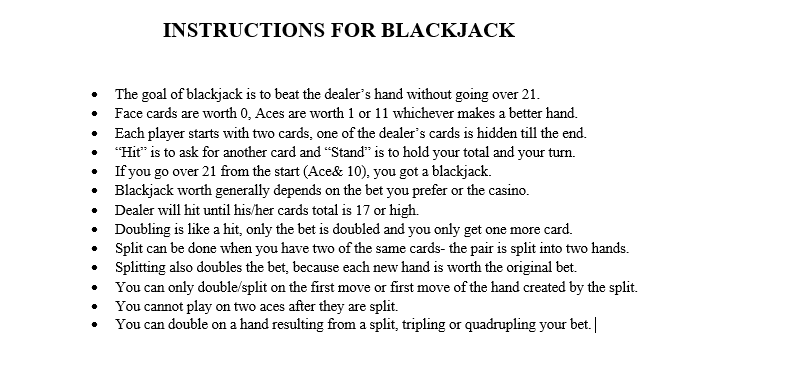 INSTRUCTIONS FOR BLACKJACK
• The goal of blackjack is to beat the dealer's hand without going over 21.
• Face cards are worth 0, Aces are worth 1 or 11 whichever makes a better hand.
• Each player starts with two cards, one of the dealer's cards is hidden till the end.
• “Hit” is to ask for another card and “Stand” is to hold your total and your turn.
• If you go over 21 from the start (Ace& 10), you got a blackjack.
• Blackjack worth generally depends on the bet you prefer or the casino.
• Dealer will hit until his/her cards total is 17 or high.
• Doubling is like a hit, only the bet is doubled and you only get one more card.
• Split can be done when you have two of the same cards- the pair is split into two hands.
• Splitting also doubles the bet, because each new hand is worth the original bet.
• You can only double/split on the first move or first move of the hand created by the split.
• You cannot play on two aces after they are split.
• You can double on a hand resulting from a split, tripling or quadrupling your bet.